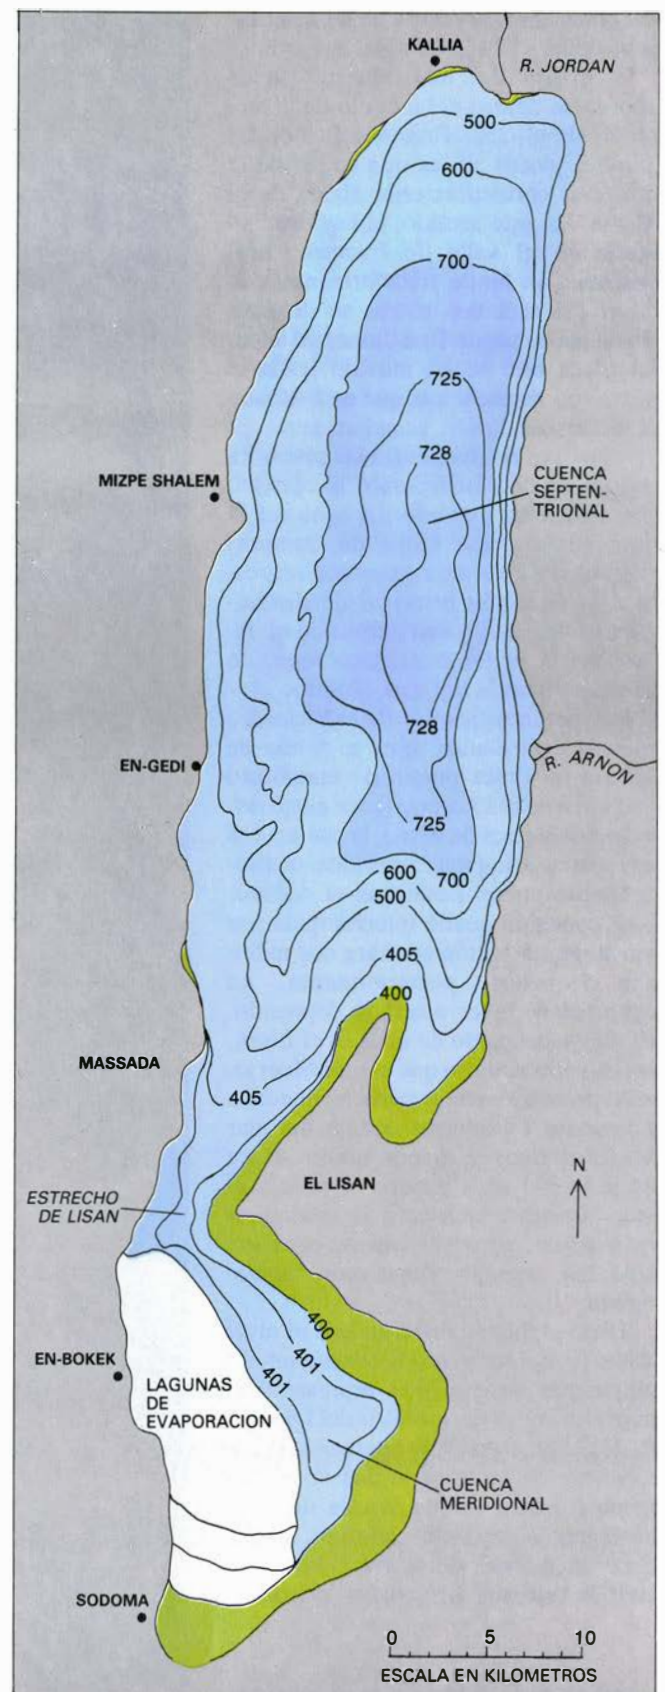 KALLIA
R. JORDAN
500
600
700
725
728
MIZPE SHALEM
CUENCA
SEPTEN-
TRIONAL
728
EN-GEDI
R. ARNON
725
600
700
500
405
400
MASSADA
405
EL LISAN
N
ESTRECHO
DE LISAN
400
401
EN-BOKEK
401
LAGUNAS
DE
EVAPORACION
CUENCA
MERIDIONAL
SODOMA
0 5 10
ESCALA EN KILOMETROS